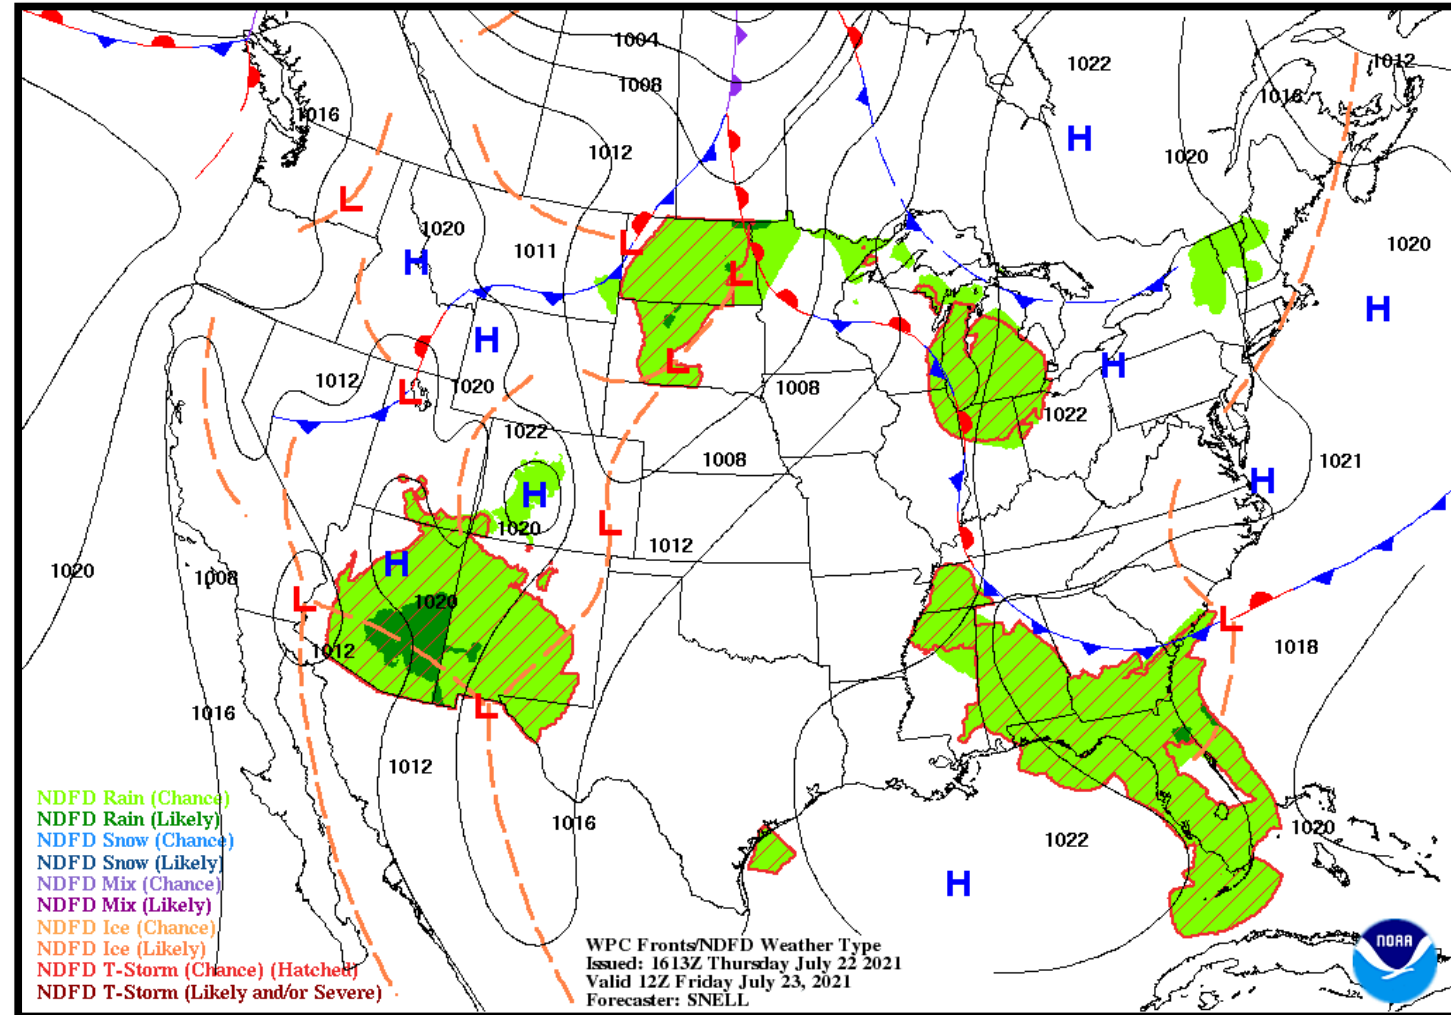 1004
1022
1012
1008
1016
1016
1012
1020
H
L
1020
1020
L
1011
H
L
H
H
H
1012
1020
L
1008
H
L
1022
1022
1008
1021
H
H
L
1020
1012
1020
1008
H
L
1020
1012
L
1018
1016
L
1012
NDFD Rain (Chance)
NDFD Rain (Likely)
NDFD Snow (Chance)
NDFD Snow (Likely)
NDFD Mix (Chance)
NDFD Mix (Likely)
NDFD Ice (Chance)
NDFD Ice (Likely)
NDFD T-Storm (Chance) (Hatched)
NDFD T-Storm (Likely and/or Severe)
1016
1022
1020
H
WPC Fronts/NDFD Weather Type
Issued: 1613Z Thursday July 22 2021
Valid 12Z Friday July 23, 2021
Forecaster: SNELL
NOAA